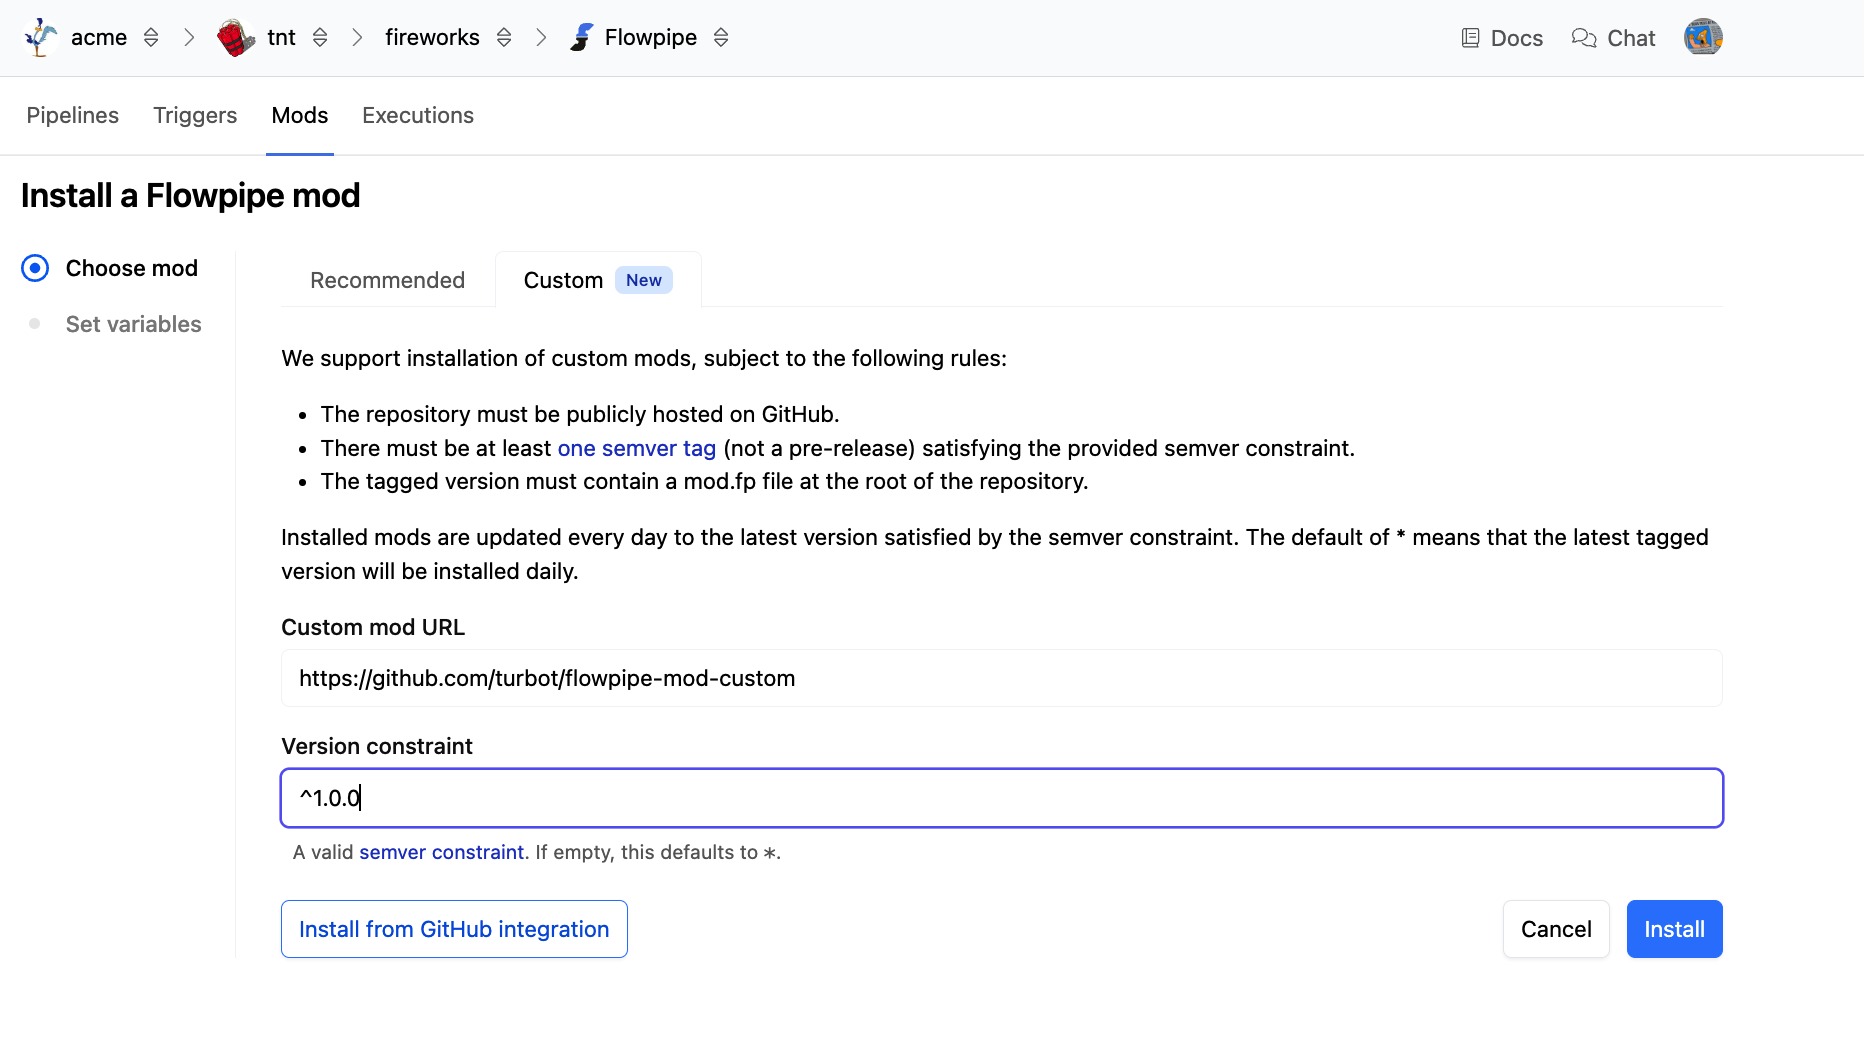 acme tnt fireworks Flowpipe Docs Chat
Pipelines Triggers Mods Executions
Install a Flowpipe mod
Choose mod
Set variables
Recommended Custom New
We support installation of custom mods, subject to the following rules:
• The repository must be publicly hosted on GitHub.
• There must be at least one semver tag (not a pre-release) satisfying the provided semver constraint.
• The tagged version must contain a mod.fp file at the root of the repository.
Installed mods are updated every day to the latest version satisfied by the semver constraint. The default of * means that the latest tagged
version will be installed daily.
Custom mod URL
https://github.com/turbot/flowpipe-mod-custom
Version constraint
^1.0.0
A valid semver constraint. If empty, this defaults to *.
Install from GitHub integration Cancel Install